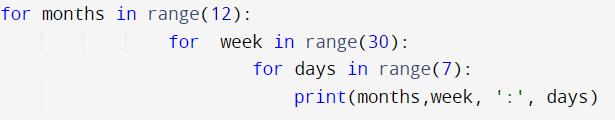 for months in range(12):
                for  week in range(30):
                        for days in range(7):
                            print(months,week, ':', days)